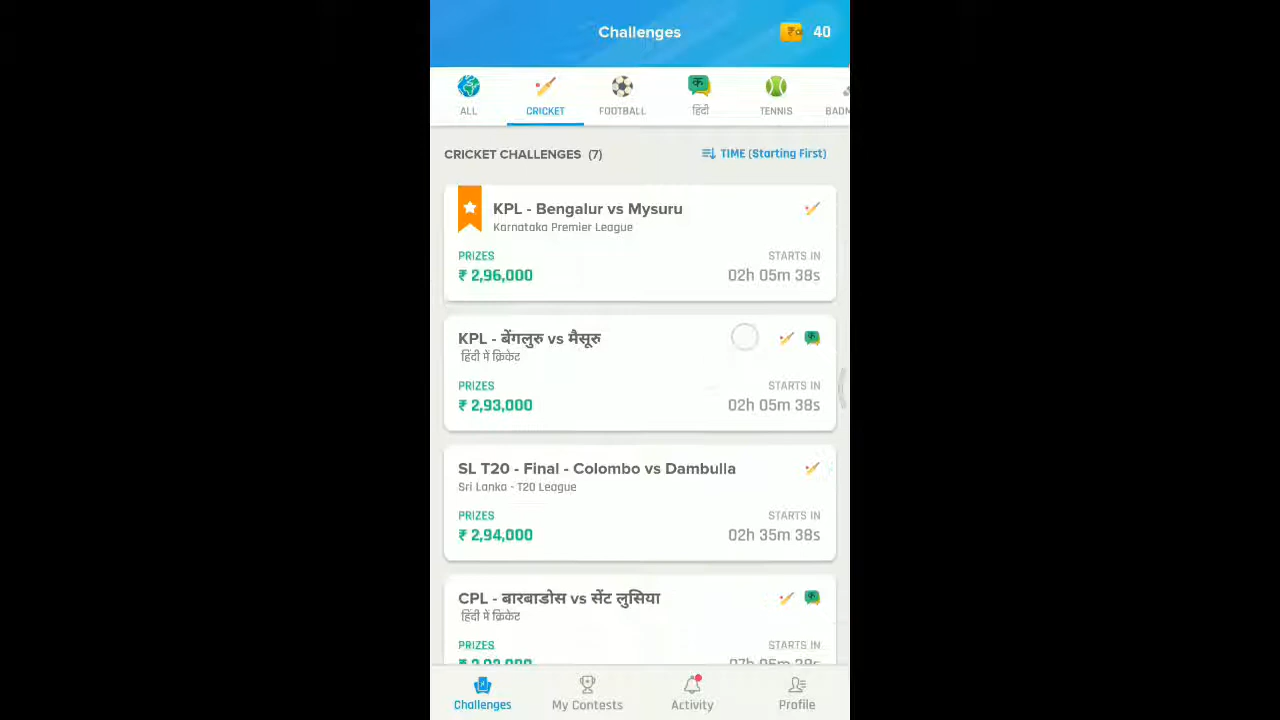 Challenges
40
ALL
CRICKET
FOOTBALL
हिंदी
TENNIS
BADM
CRICKET CHALLENGES (7)
TIME (Starting First)
KPL - Bengalur vs Mysuru
Karnataka Premier League
PRIZES
STARTS IN
₹ 2,96,000
02h 05m 38s
KPL - बेंगलुरु vs मैसूरु
हिंदी में क्रिकेट
PRIZES
STARTS IN
₹ 2,93,000
02h 05m 38s
SL T20 - Final - Colombo vs Dambulla
Sri Lanka - T20 League
PRIZES
STARTS IN
₹ 2,94,000
02h 35m 38s
CPL - बारबाडोस vs सेंट लुसिया
हिंदी में क्रिकेट
PRIZES
STARTS IN
Challenges
My Contests
Activity
Profile